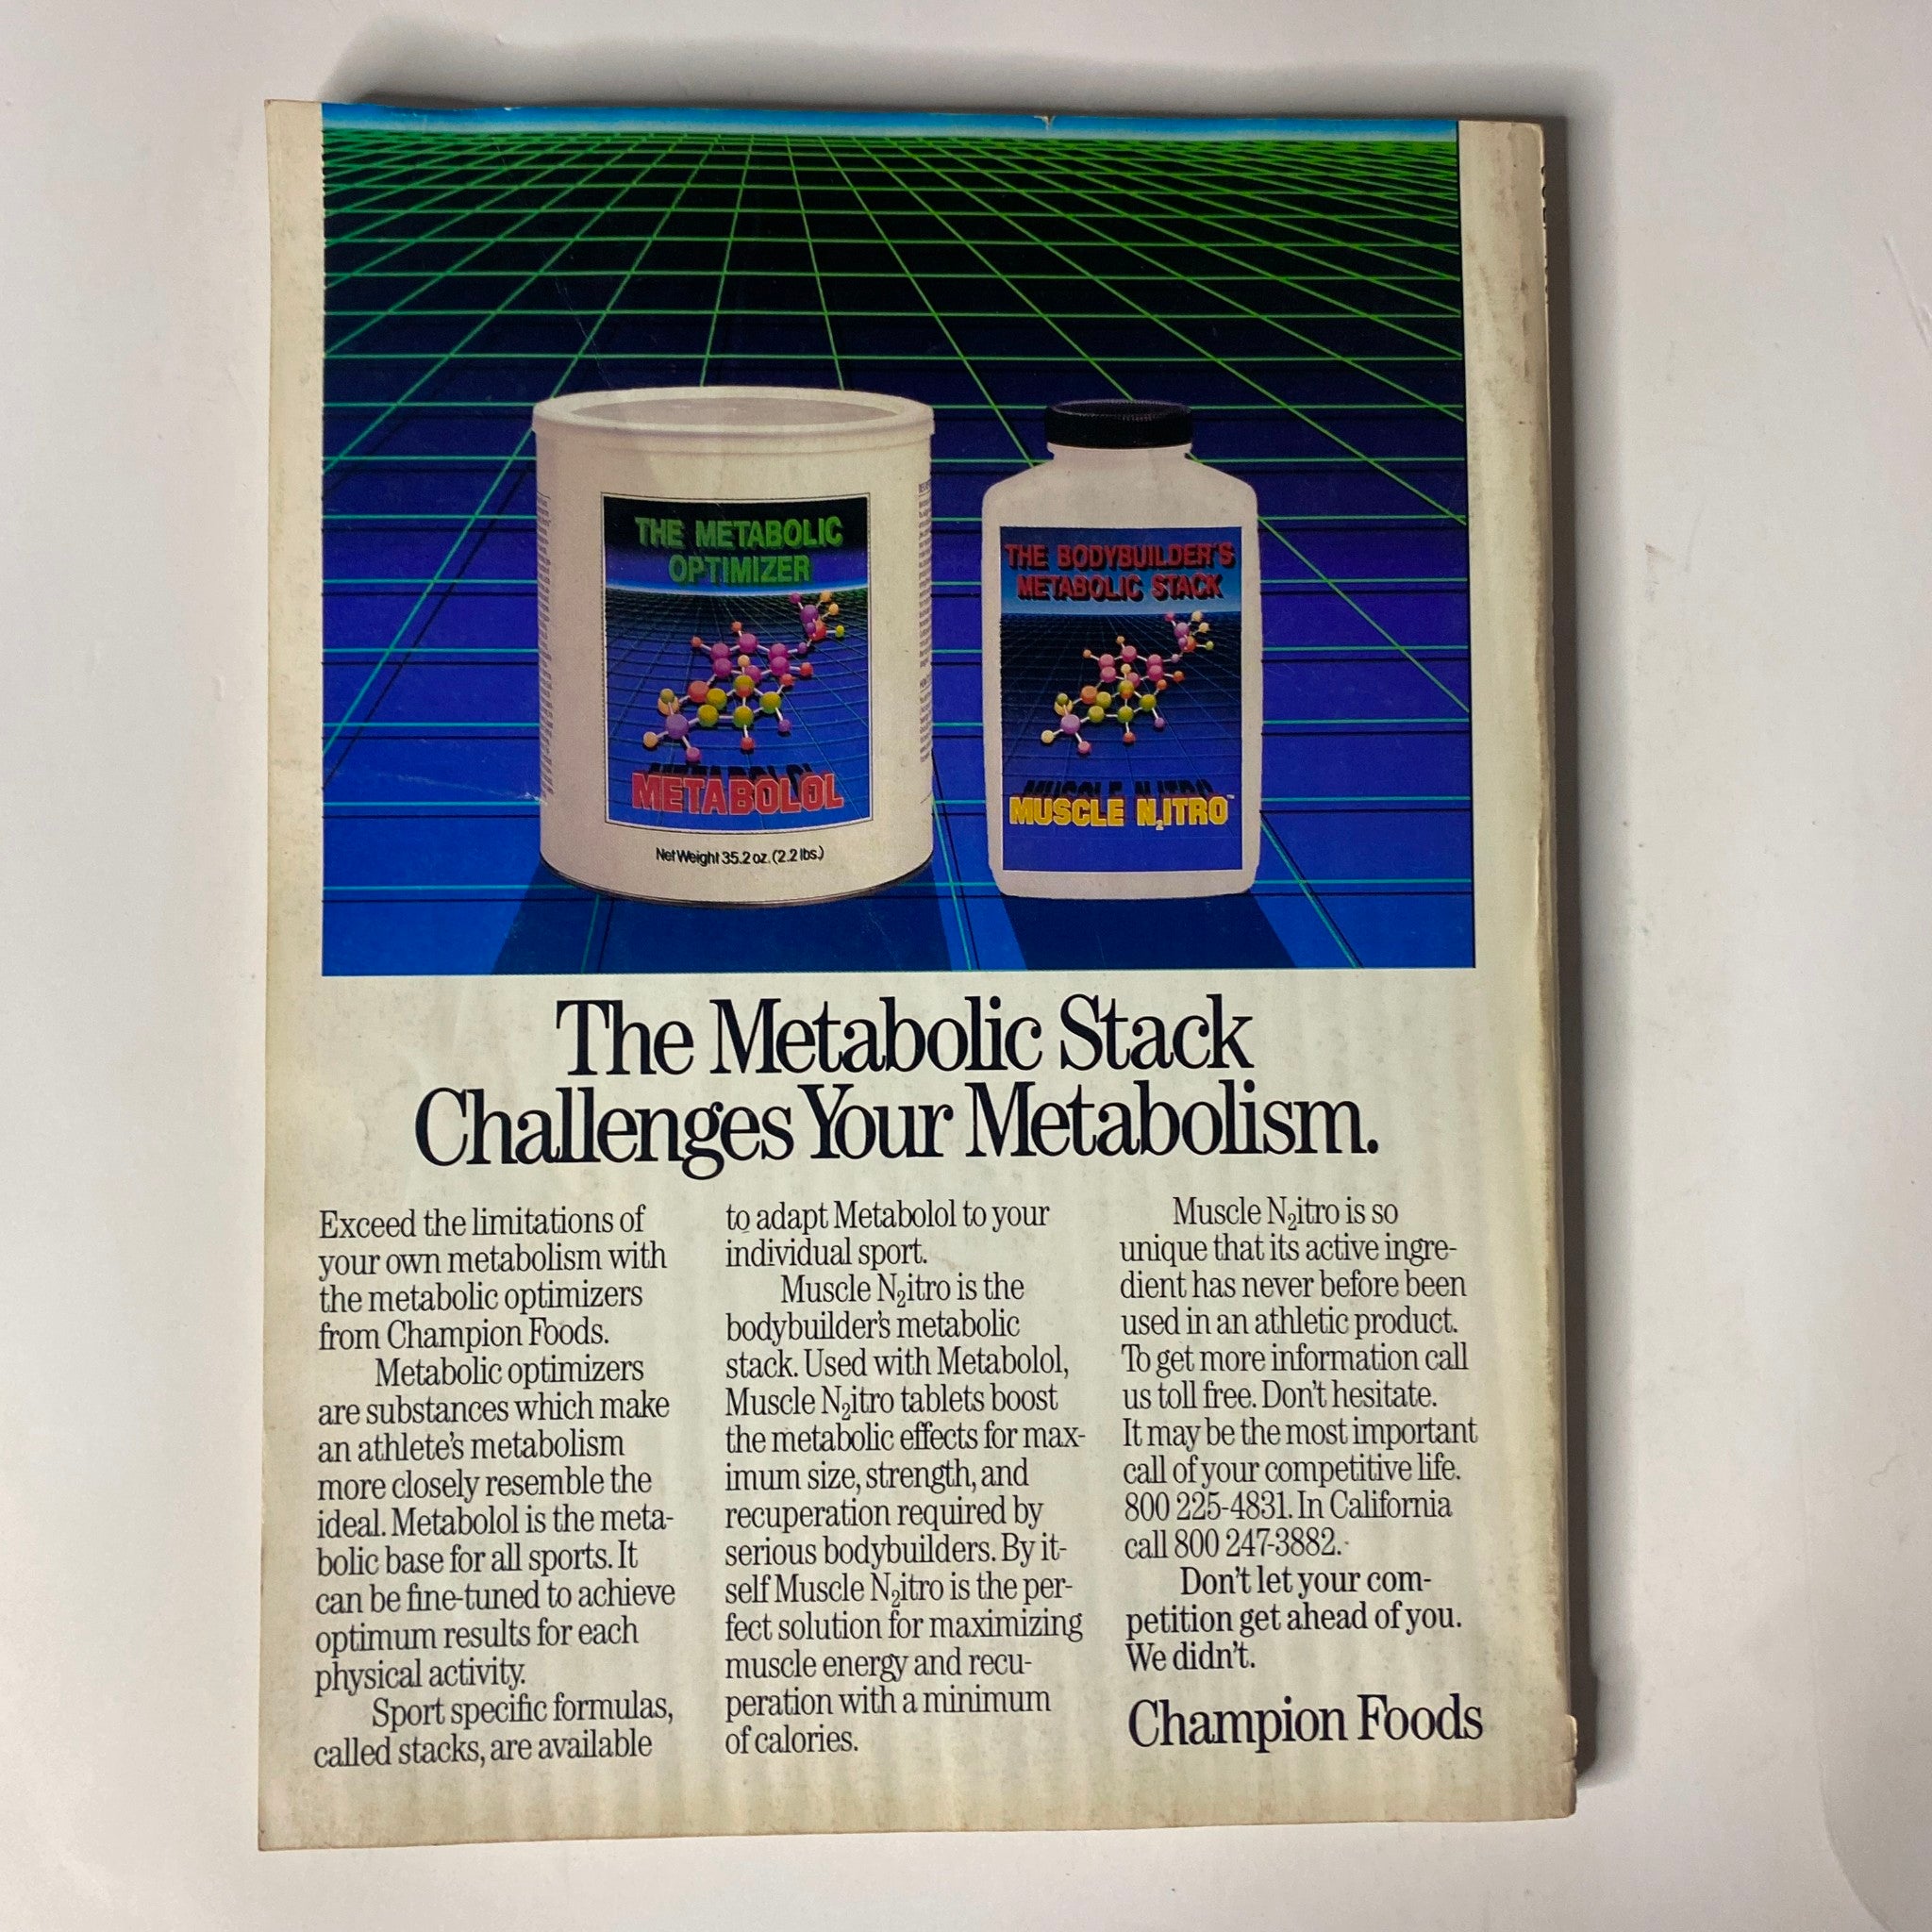 THE METABOLIC
OPTIMIZER
METABOLOL
Net Weight 35.2 oz. (2.2 lbs.)
THE BODYBUILDER'S
METABOLIC STACK
MUSCLE N₂ITRO™
The Metabolic Stack
Challenges Your Metabolism.
Exceed the limitations of
your own metabolism with
the metabolic optimizers
from Champion Foods.
Metabolic optimizers
are substances which make
an athlete's metabolism
more closely resemble the
ideal. Metabolol is the meta-
bolic base for all sports. It
can be fine-tuned to achieve
optimum results for each
physical activity.
Sport specific formulas,
called stacks, are available
to adapt Metabolol to your
individual sport.
Muscle N₂itro is the
bodybuilder's metabolic
stack. Used with Metabolol,
Muscle N₂itro tablets boost
the metabolic effects for max-
imum size, strength, and
recuperation required by
serious bodybuilders. By it-
self Muscle N₂itro is the per-
fect solution for maximizing
muscle energy and recu-
peration with a minimum
of calories.
Muscle N₂itro is so
unique that its active ingre-
dient has never before been
used in an athletic product.
To get more information call
us toll free. Don't hesitate.
It may be the most important
call of your competitive life.
800 225-4831. In California
call 800 247-3882.
Don't let your com-
petition get ahead of you.
We didn't.
Champion Foods